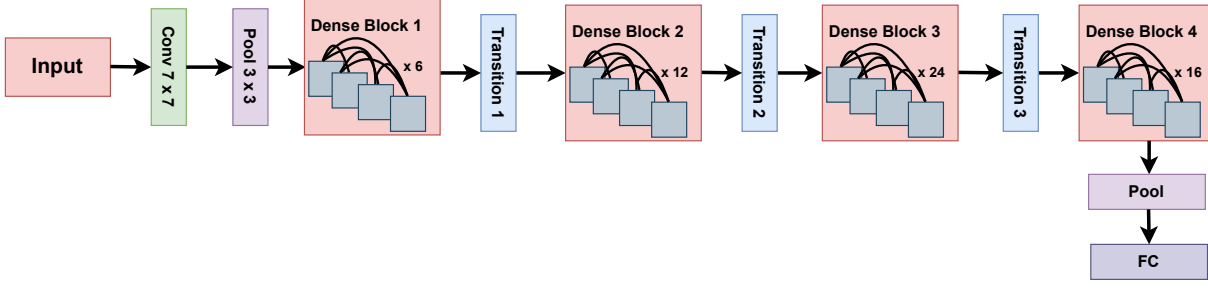 Input
Conv 7 x 7
Pool 3 x 3
Dense Block 1
x 6
Transition 1
Dense Block 2
x 12
Transition 2
Dense Block 3
x 24
Transition 3
Dense Block 4
x 16
Pool
FC